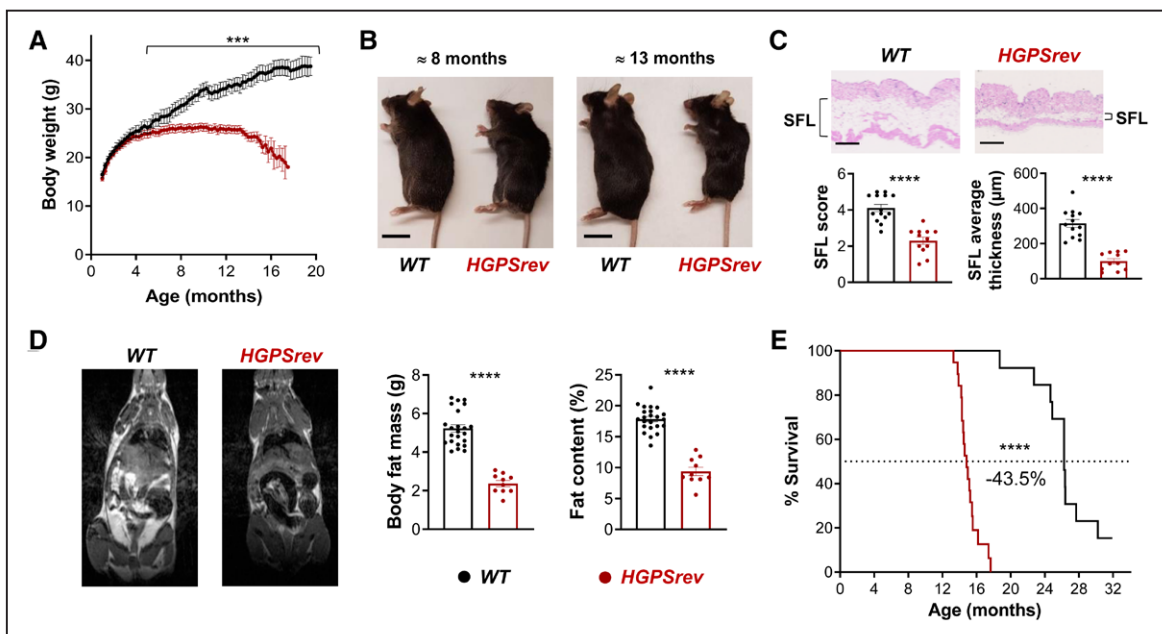 A
***
Body weight (g)
40
30
20
10
0
0 4 8 12 16 20
Age (months)
B
≈ 8 months
≈ 13 months
WT HGPSrev
WT HGPSrev
C
WT
HGPSrev
SFL
SFL
SFL score
6
4
2
0
****
SFL average
thickness (µm)
600
400
200
0
****
D
WT
HGPSrev
Body fat mass (g)
8
6
4
2
0
****
Fat content (%)
25
20
15
10
5
0
****
WT
HGPSrev
E
% Survival
100
80
60
40
20
0
****
-43.5%
0 4 8 12 16 20 24 28 32
Age (months)